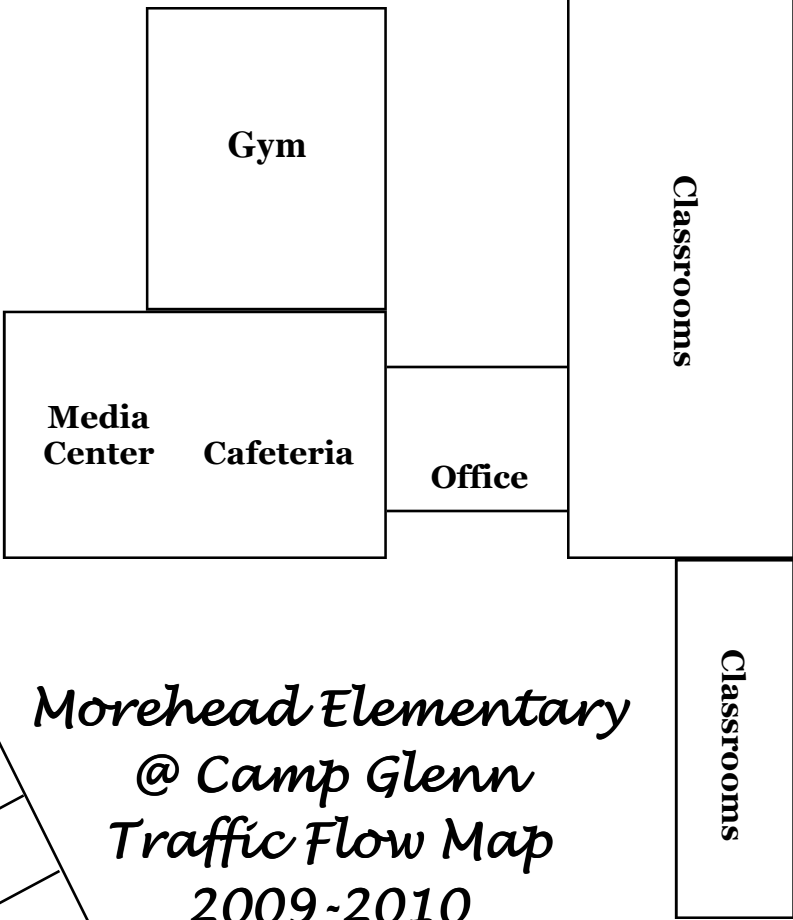 Gym
Classrooms
Media
Center
Cafeteria
Office
Classrooms
Morehead Elementary
@ Camp Glenn
Traffic Flow Map
2009-2010